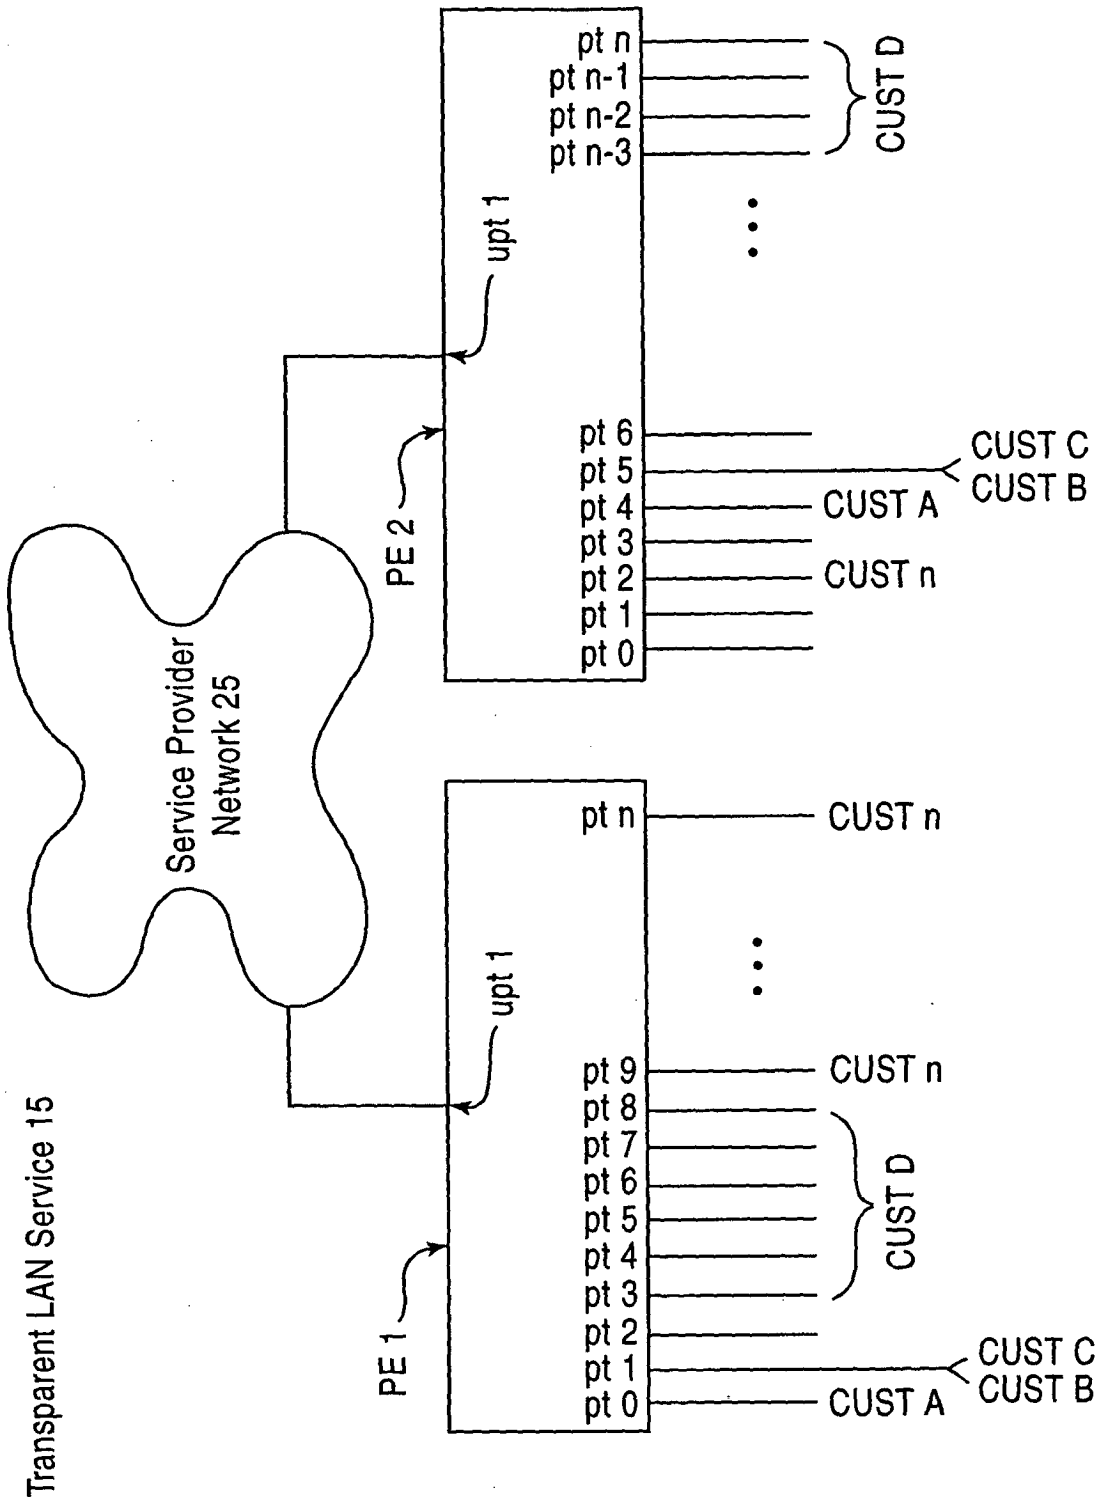 Transparent LAN Service 15
Service Provider
Network 25
PE 1
upt 1
pt 0
pt 1
pt 2
pt 3
pt 4
pt 5
pt 6
pt 7
pt 8
pt 9
pt n
CUST A
CUST C
CUST B
CUST D
CUST n
CUST n
PE 2
upt 1
pt 0
pt 1
pt 2
pt 3
pt 4
pt 5
pt 6
pt n-3
pt n-2
pt n-1
pt n
CUST n
CUST A
CUST C
CUST B
CUST D